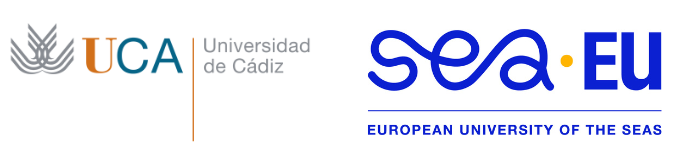 UCA
Universidad
de Cádiz
sea·EU
EUROPEAN UNIVERSITY OF THE SEAS